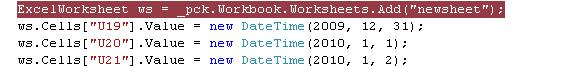 ExcelWorksheet ws = _pck.Workbook.Worksheets.Add("newsheet");
ws.Cells["U19"].Value = new DateTime(2009, 12, 31);
ws.Cells["U20"].Value = new DateTime(2010, 1, 1);
ws.Cells["U21"].Value = new DateTime(2010, 1, 2);